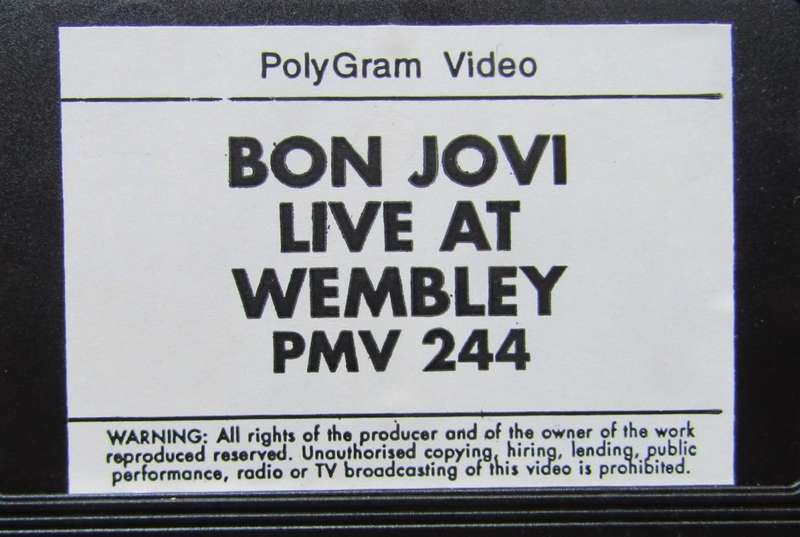 PolyGram Video
BON JOVI
LIVE AT
WEMBLEY
PMV 244
WARNING: All rights of the producer and of the owner of the work
reproduced reserved. Unauthorised copying, hiring, lending, public
performance, radio or TV broadcasting of this video is prohibited.